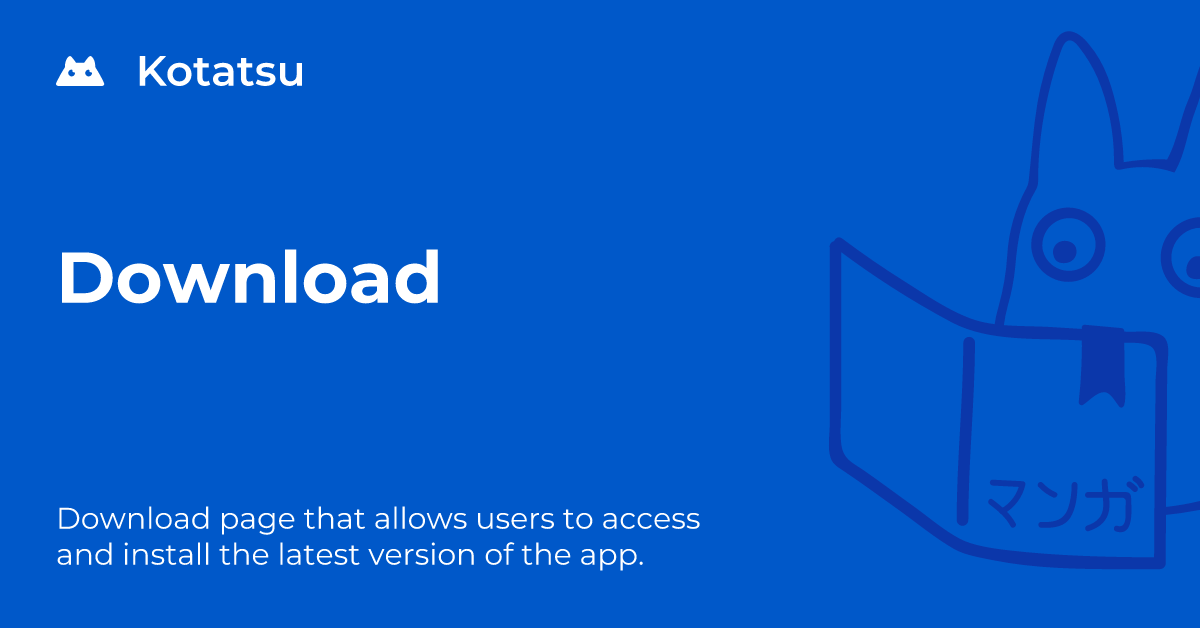 Kotatsu
Download
Download page that allows users to access
and install the latest version of the app.
マンガ